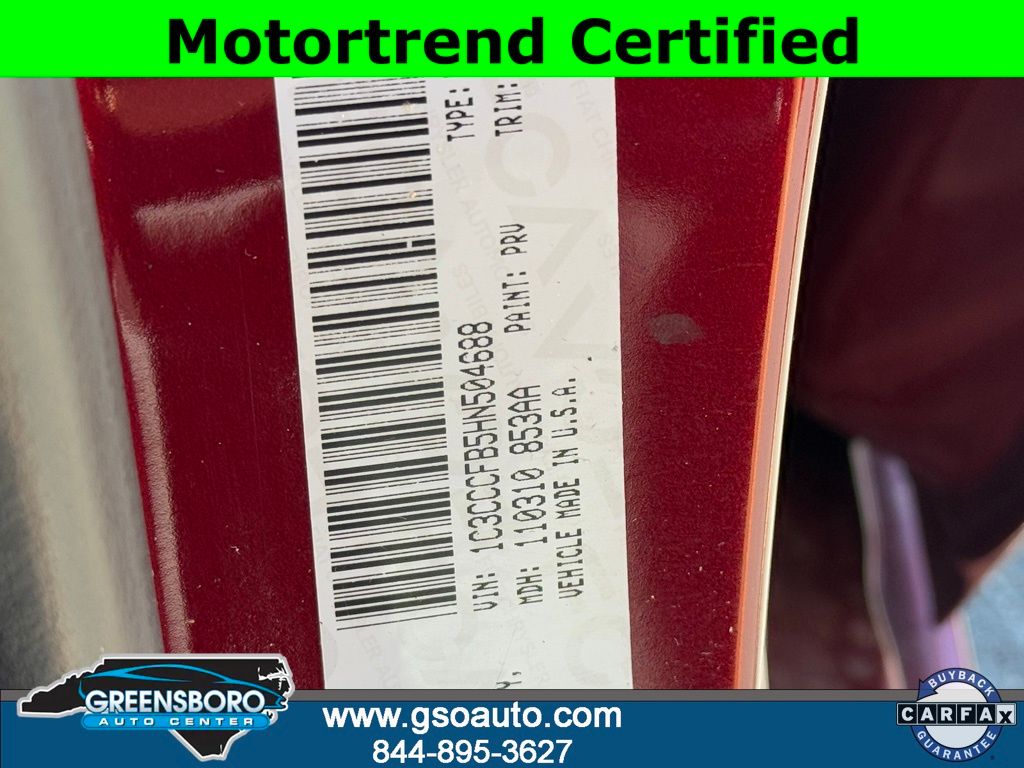 Motortrend Certified
TYPE:
TRIM:
VIN: 1C3CCCFB5HN504688
MDH: 110310 853AA
PAINT: PRV
VEHICLE MADE IN U.S.A.
GREENSBORO
AUTO CENTER
www.gsoauto.com
844-895-3627
BUYBACK
CARFAX
GUARANTEE